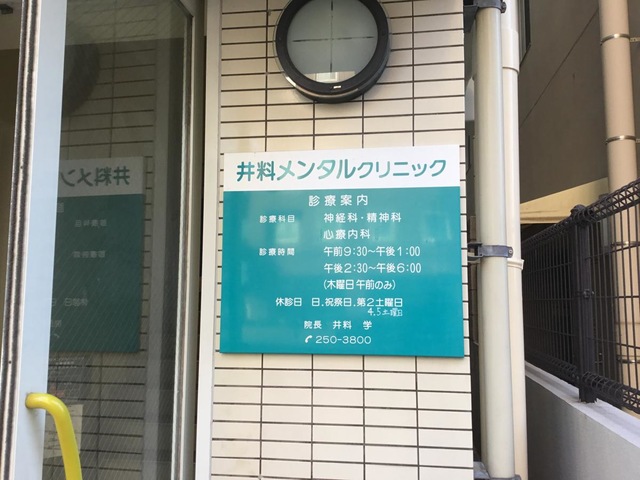 井料メンタルクリニック
診療案内
診療科目 神経科・精神科
心療内科
診療時間 午前9:30～午後1:00
午後2:30～午後6:00
(木曜日午前のみ)
休診日 日,祝祭日,第2土曜日
4,5土曜日
院長 井料 学
250-3800